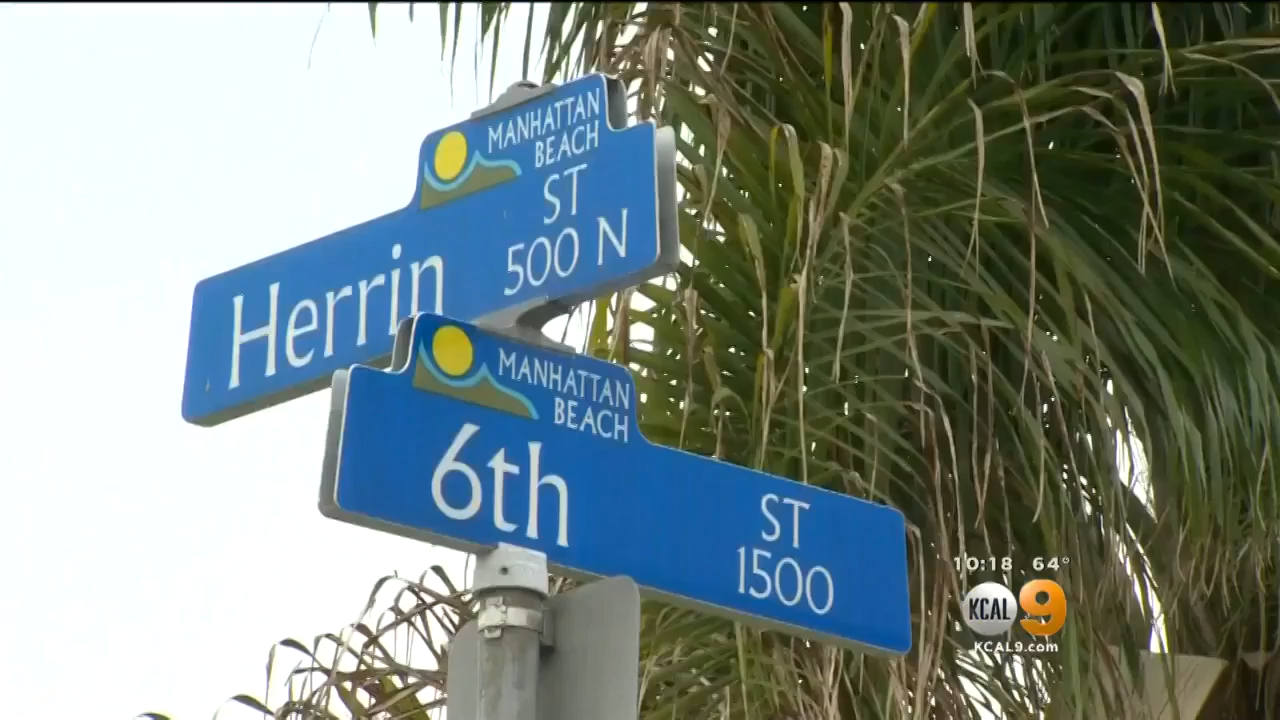 MANHATTAN
BEACH
Herrin ST
500 N
MANHATTAN
BEACH
6th ST
1500
10:18 64°
KCAL 9
KCAL9.com